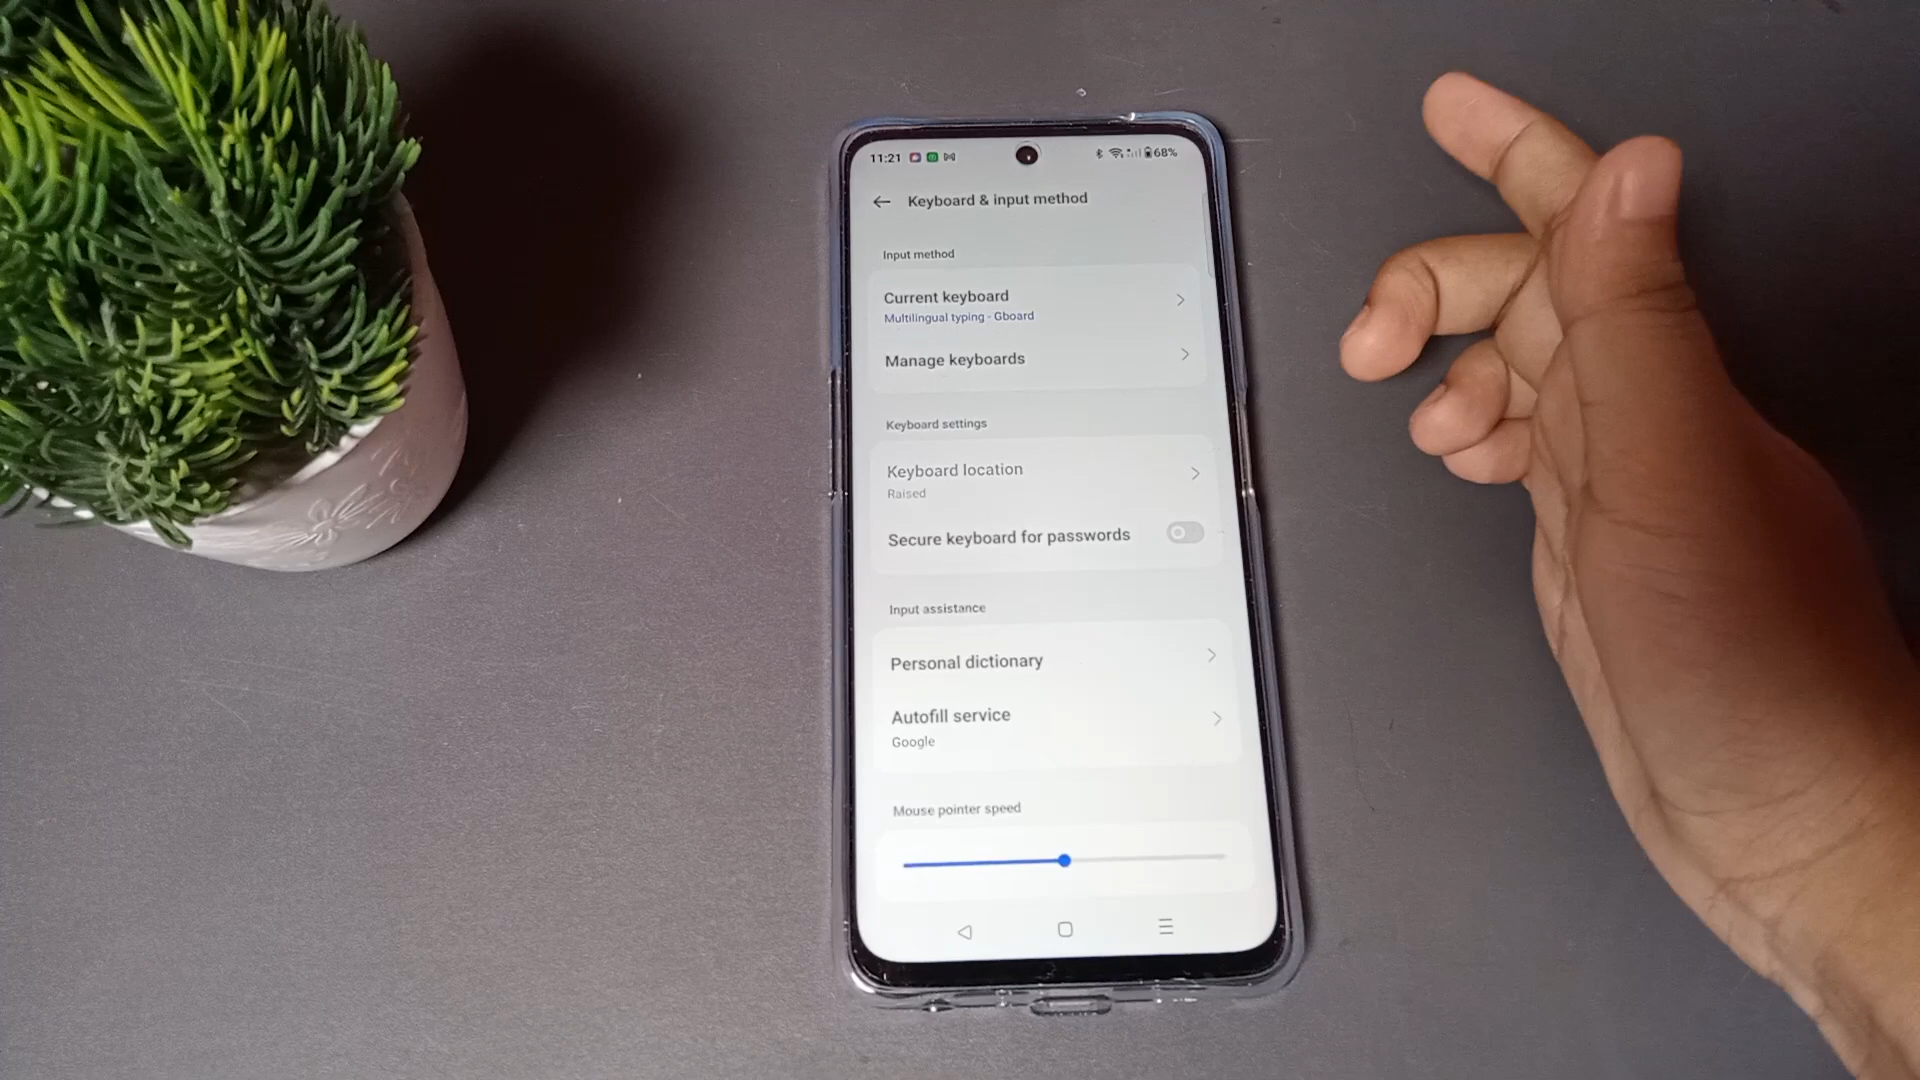 11:21 68%
Keyboard & input method
Input method
Current keyboard
Multilingual typing - Gboard
Manage keyboards
Keyboard settings
Keyboard location
Raised
Secure keyboard for passwords
Input assistance
Personal dictionary
Autofill service
Google
Mouse pointer speed